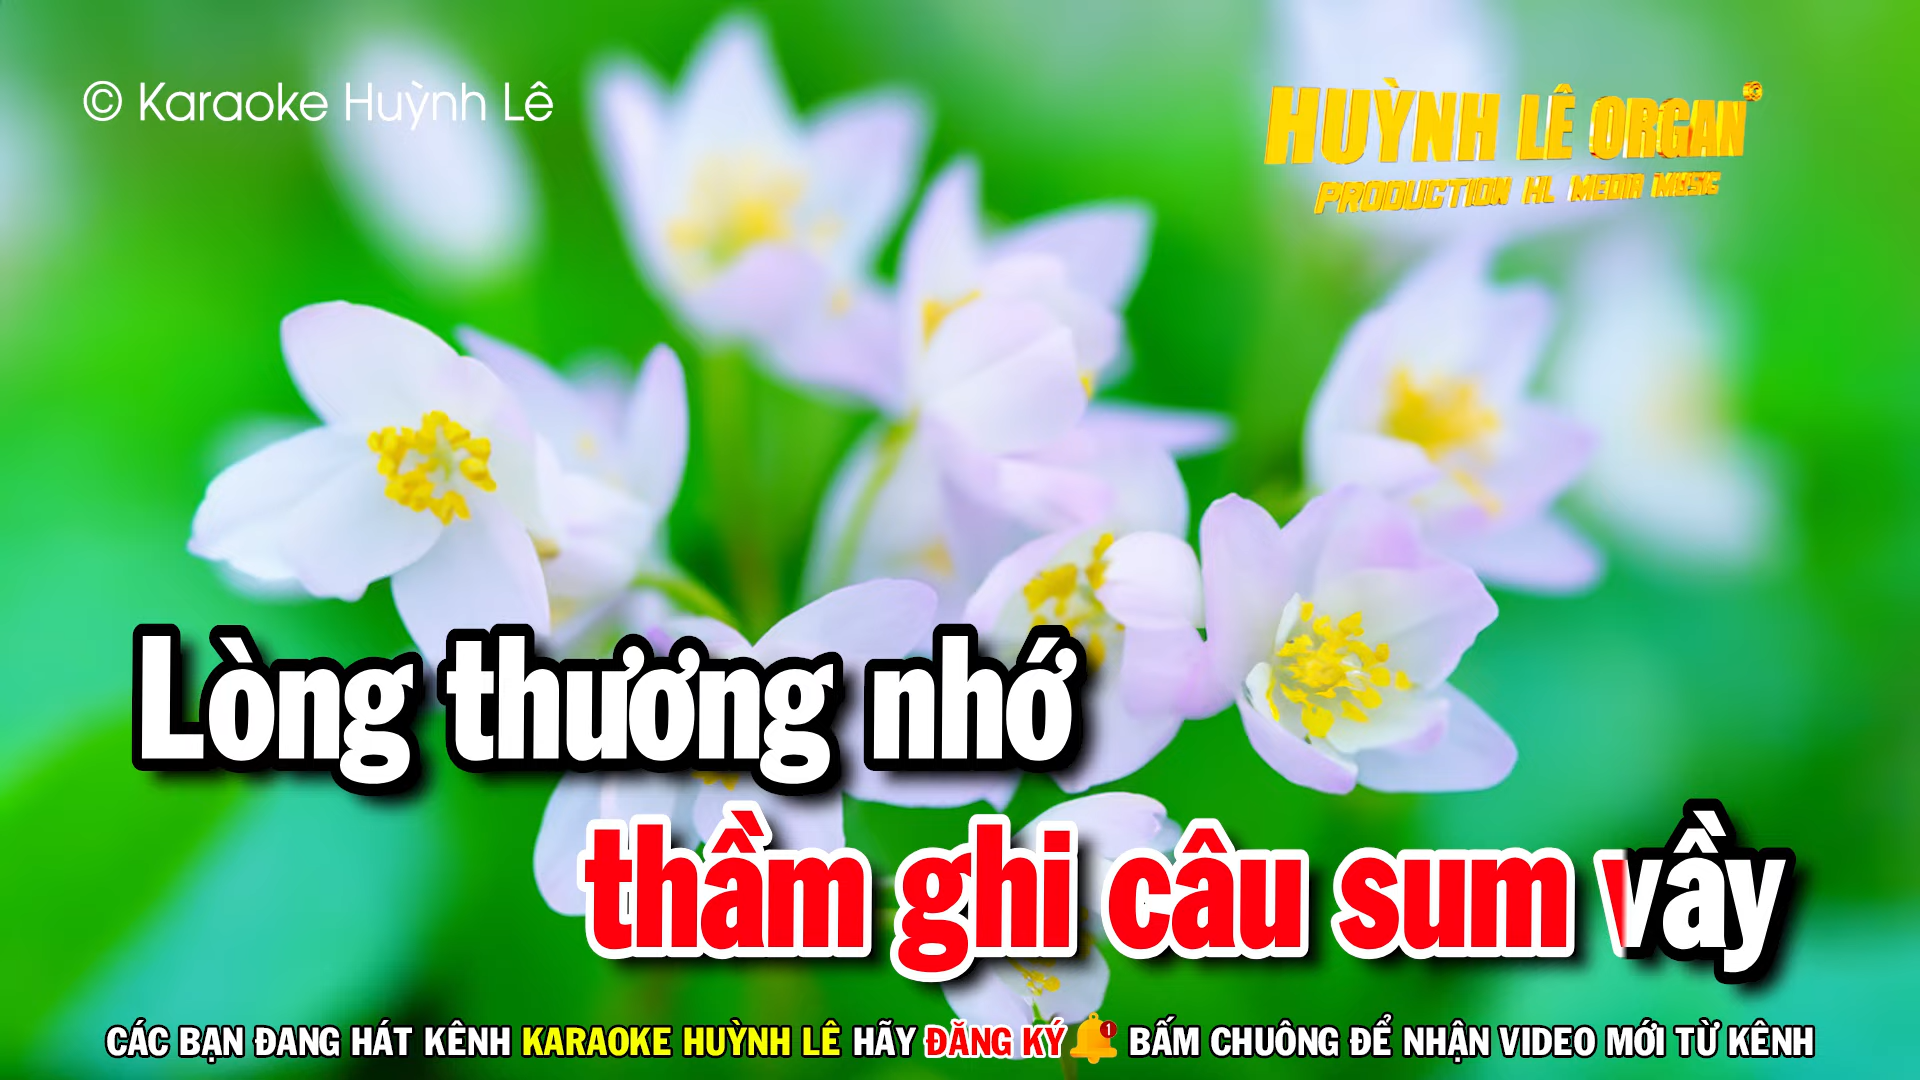 © Karaoke Huỳnh Lê
HUỲNH LÊ ORGAN
PRODUCTION HL MEDIA MUSIC
Lòng thương nhớ
thầm ghi câu sum vầy
CÁC BẠN ĐANG HÁT KÊNH KARAOKE HUỲNH LÊ HÃY ĐĂNG KÝ 1 BẤM CHUÔNG ĐỂ NHẬN VIDEO MỚI TỪ KÊNH